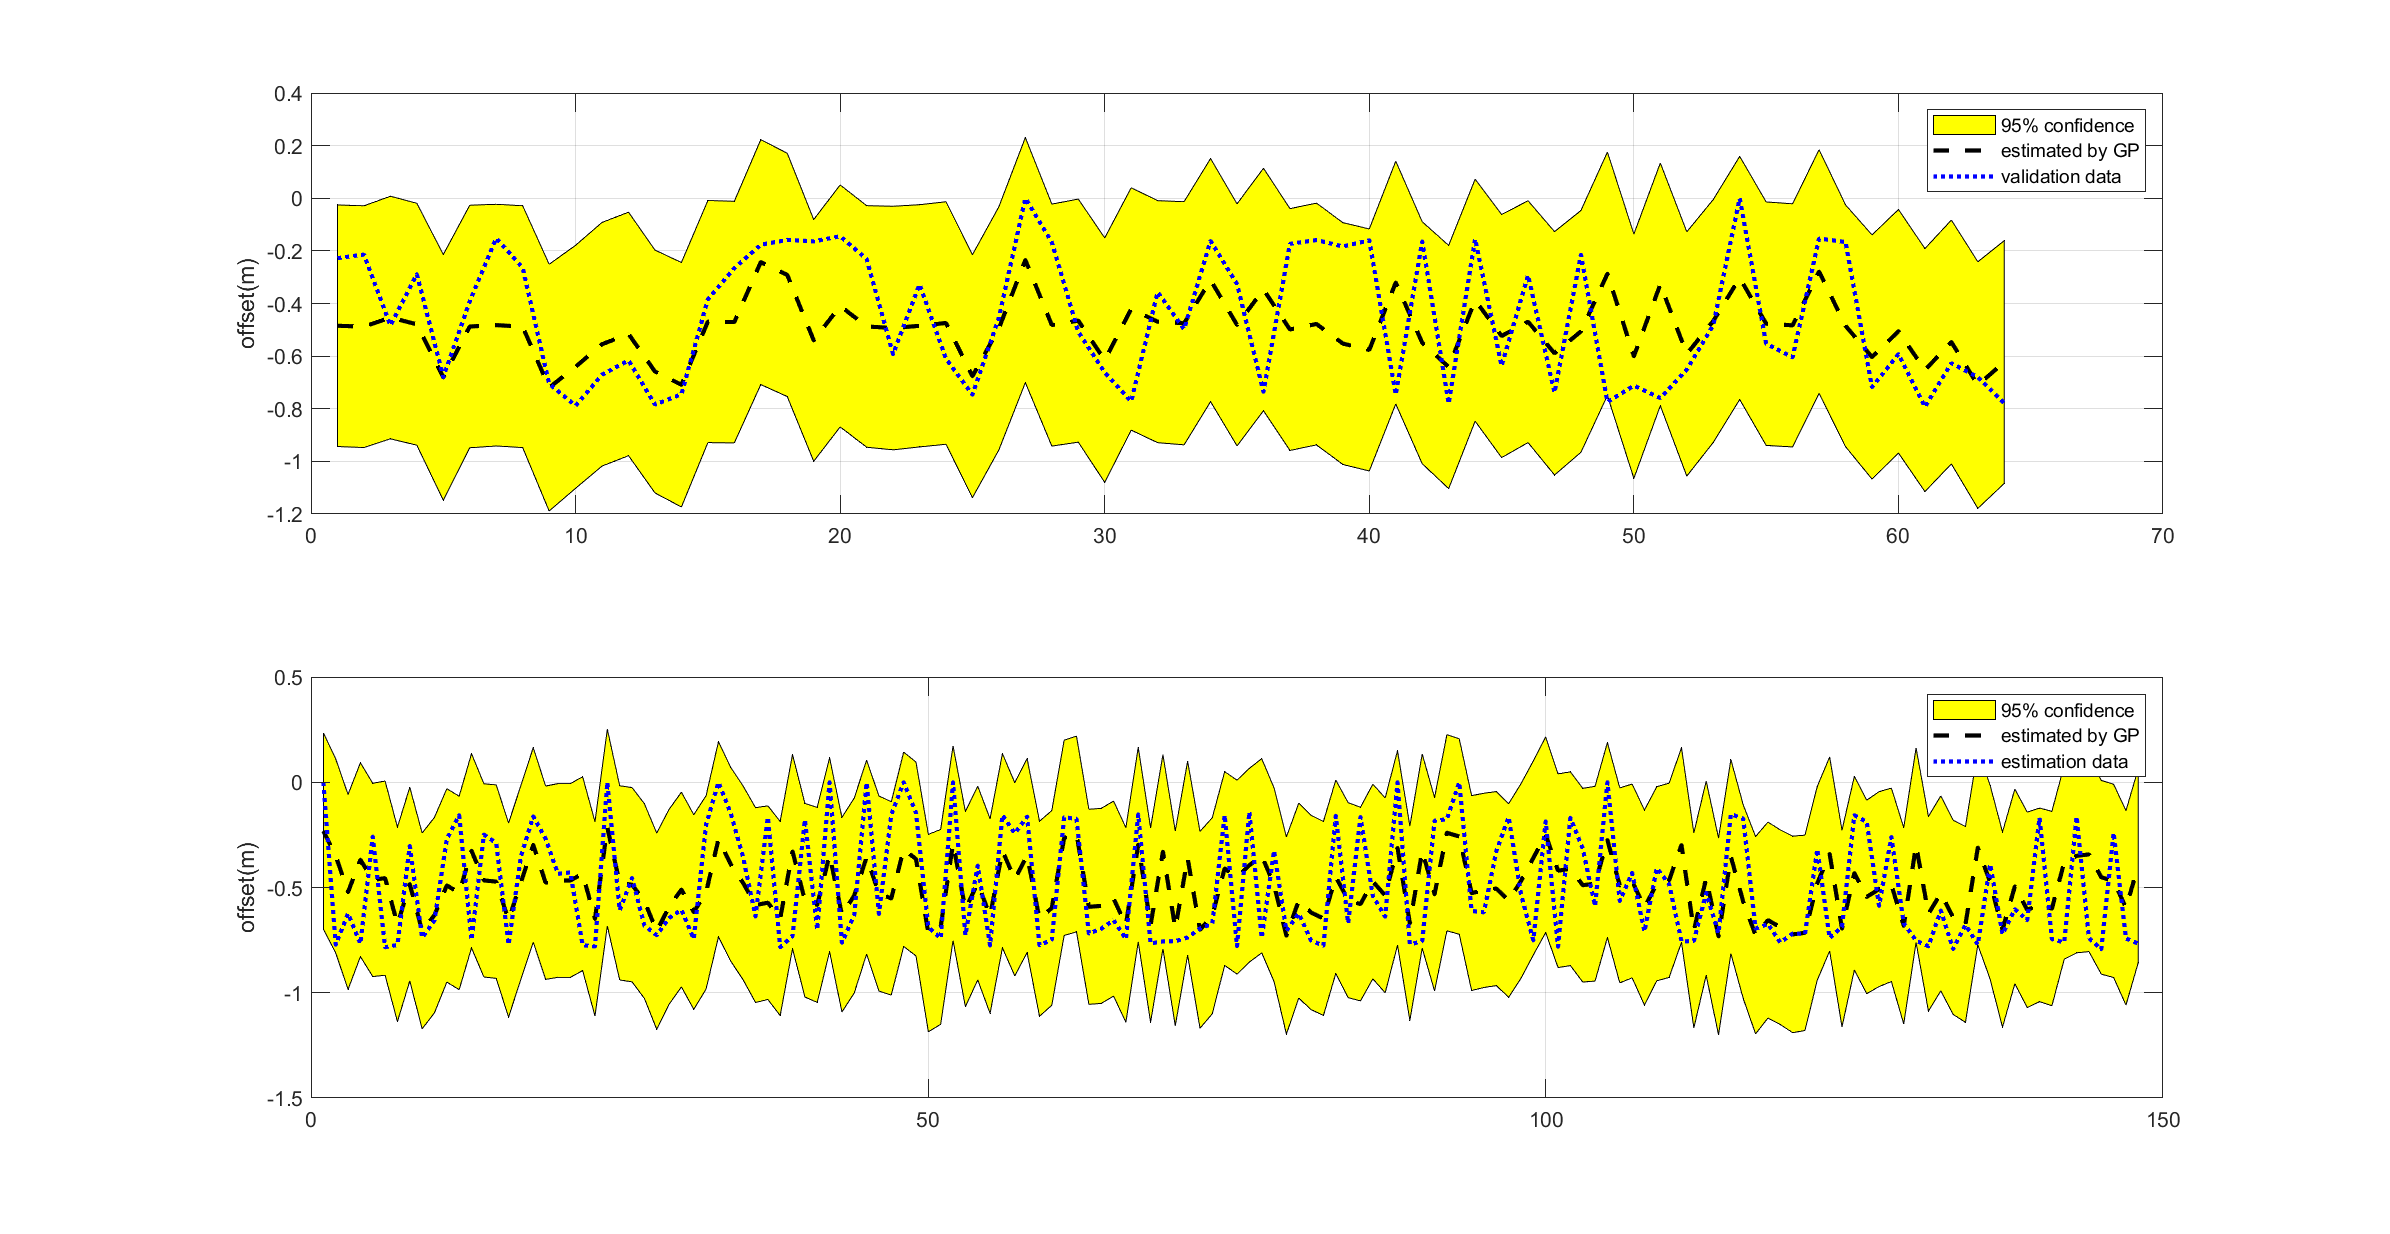 0.4
0.2
0
-0.2
-0.4
-0.6
-0.8
-1
-1.2
offset(m)
0 10 20 30 40 50 60 70
95% confidence
estimated by GP
validation data
0.5
0
-0.5
-1
-1.5
offset(m)
0 50 100 150
95% confidence
estimated by GP
estimation data